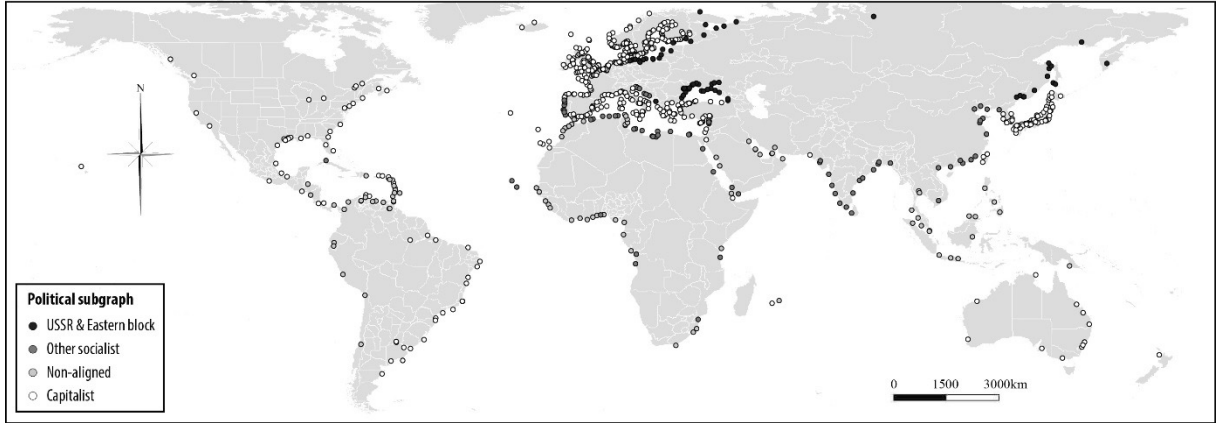 N
Political subgraph
USSR & Eastern block
Other socialist
Non-aligned
Capitalist
0 1500 3000km